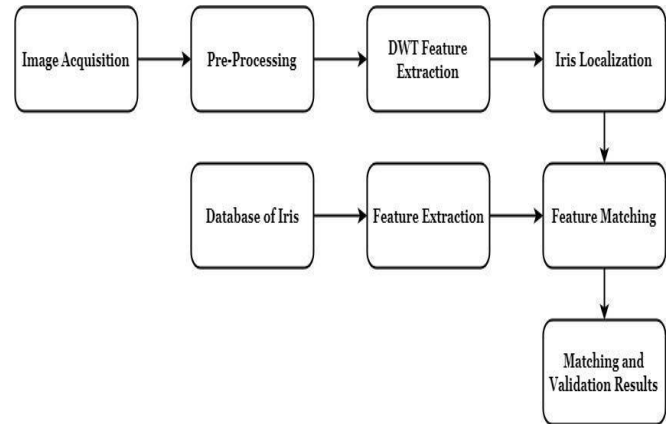 Image Acquisition
Pre-Processing
DWT Feature
Extraction
Iris Localization
Database of Iris
Feature Extraction
Feature Matching
Matching and
Validation Results